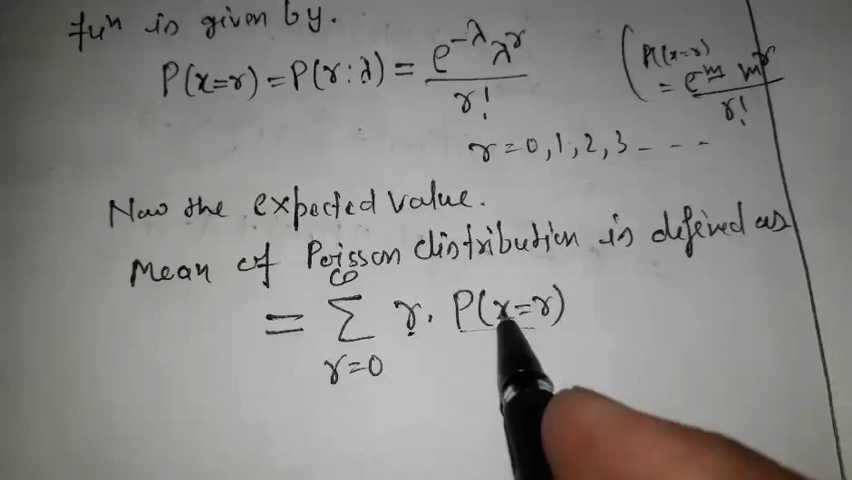 fuⁿ is given by.
P(x=r) = P(r:λ) = e^-λ λ^r / r!
(P((x=r) = e^-m m^r / r!
r=0,1,2,3 - - -
Now the expected value.
Mean of Poisson distribution is defined as
= ∑_{r=0}^{∞} r. P(x=r)